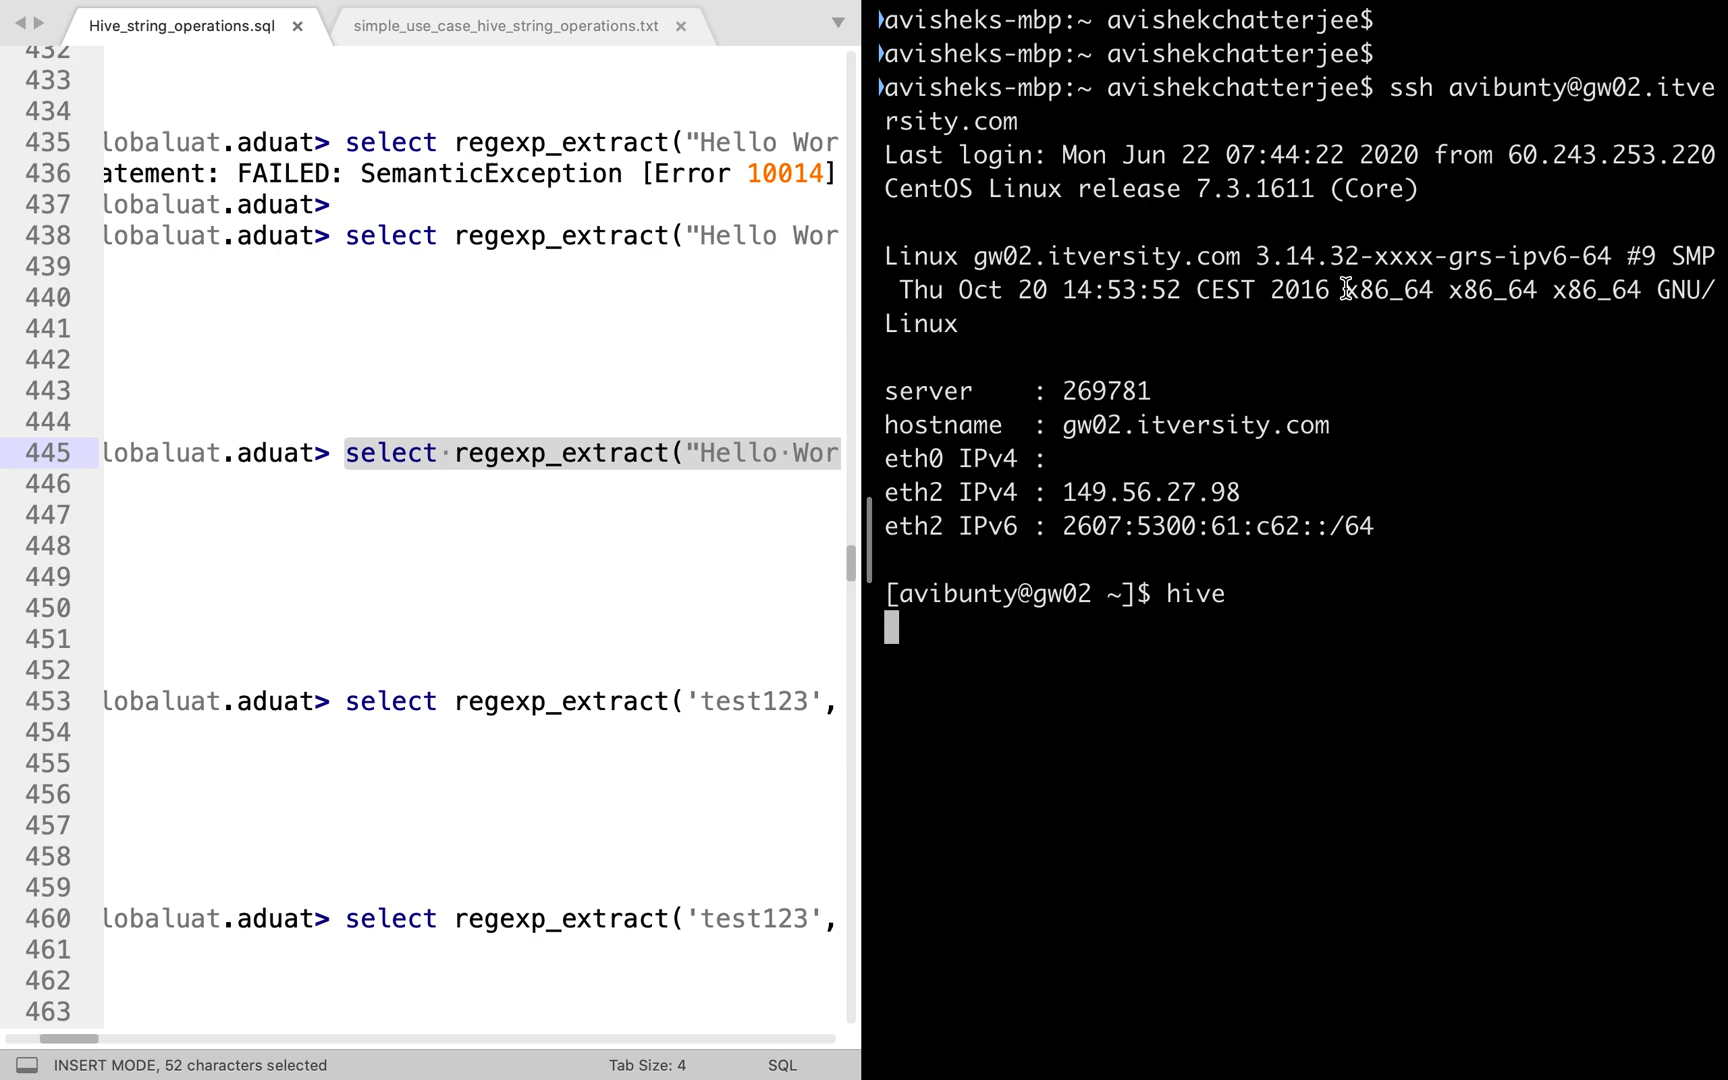 Hive_string_operations.sql
simple_use_case_hive_string_operations.txt
432
433
434
435 lobaluat.aduat> select regexp_extract("Hello Wor
436 atement: FAILED: SemanticException [Error 10014]
437 lobaluat.aduat>
438 lobaluat.aduat> select regexp_extract("Hello Wor
439
440
441
442
443
444
445 lobaluat.aduat> select regexp_extract("Hello Wor
446
447
448
449
450
451
452
453 lobaluat.aduat> select regexp_extract('test123',
454
455
456
457
458
459
460 lobaluat.aduat> select regexp_extract('test123',
461
462
463
INSERT MODE, 52 characters selected
Tab Size: 4
SQL
avisheks-mbp:~ avishekchatterjee$
avisheks-mbp:~ avishekchatterjee$
avisheks-mbp:~ avishekchatterjee$ ssh avibunty@gw02.itve
rsity.com
Last login: Mon Jun 22 07:44:22 2020 from 60.243.253.220
CentOS Linux release 7.3.1611 (Core)
Linux gw02.itversity.com 3.14.32-xxxx-grs-ipv6-64 #9 SMP
Thu Oct 20 14:53:52 CEST 2016 x86_64 x86_64 x86_64 GNU/
Linux
server : 269781
hostname : gw02.itversity.com
eth0 IPv4 :
eth2 IPv4 : 149.56.27.98
eth2 IPv6 : 2607:5300:61:c62::/64
[avibunty@gw02 ~]$ hive